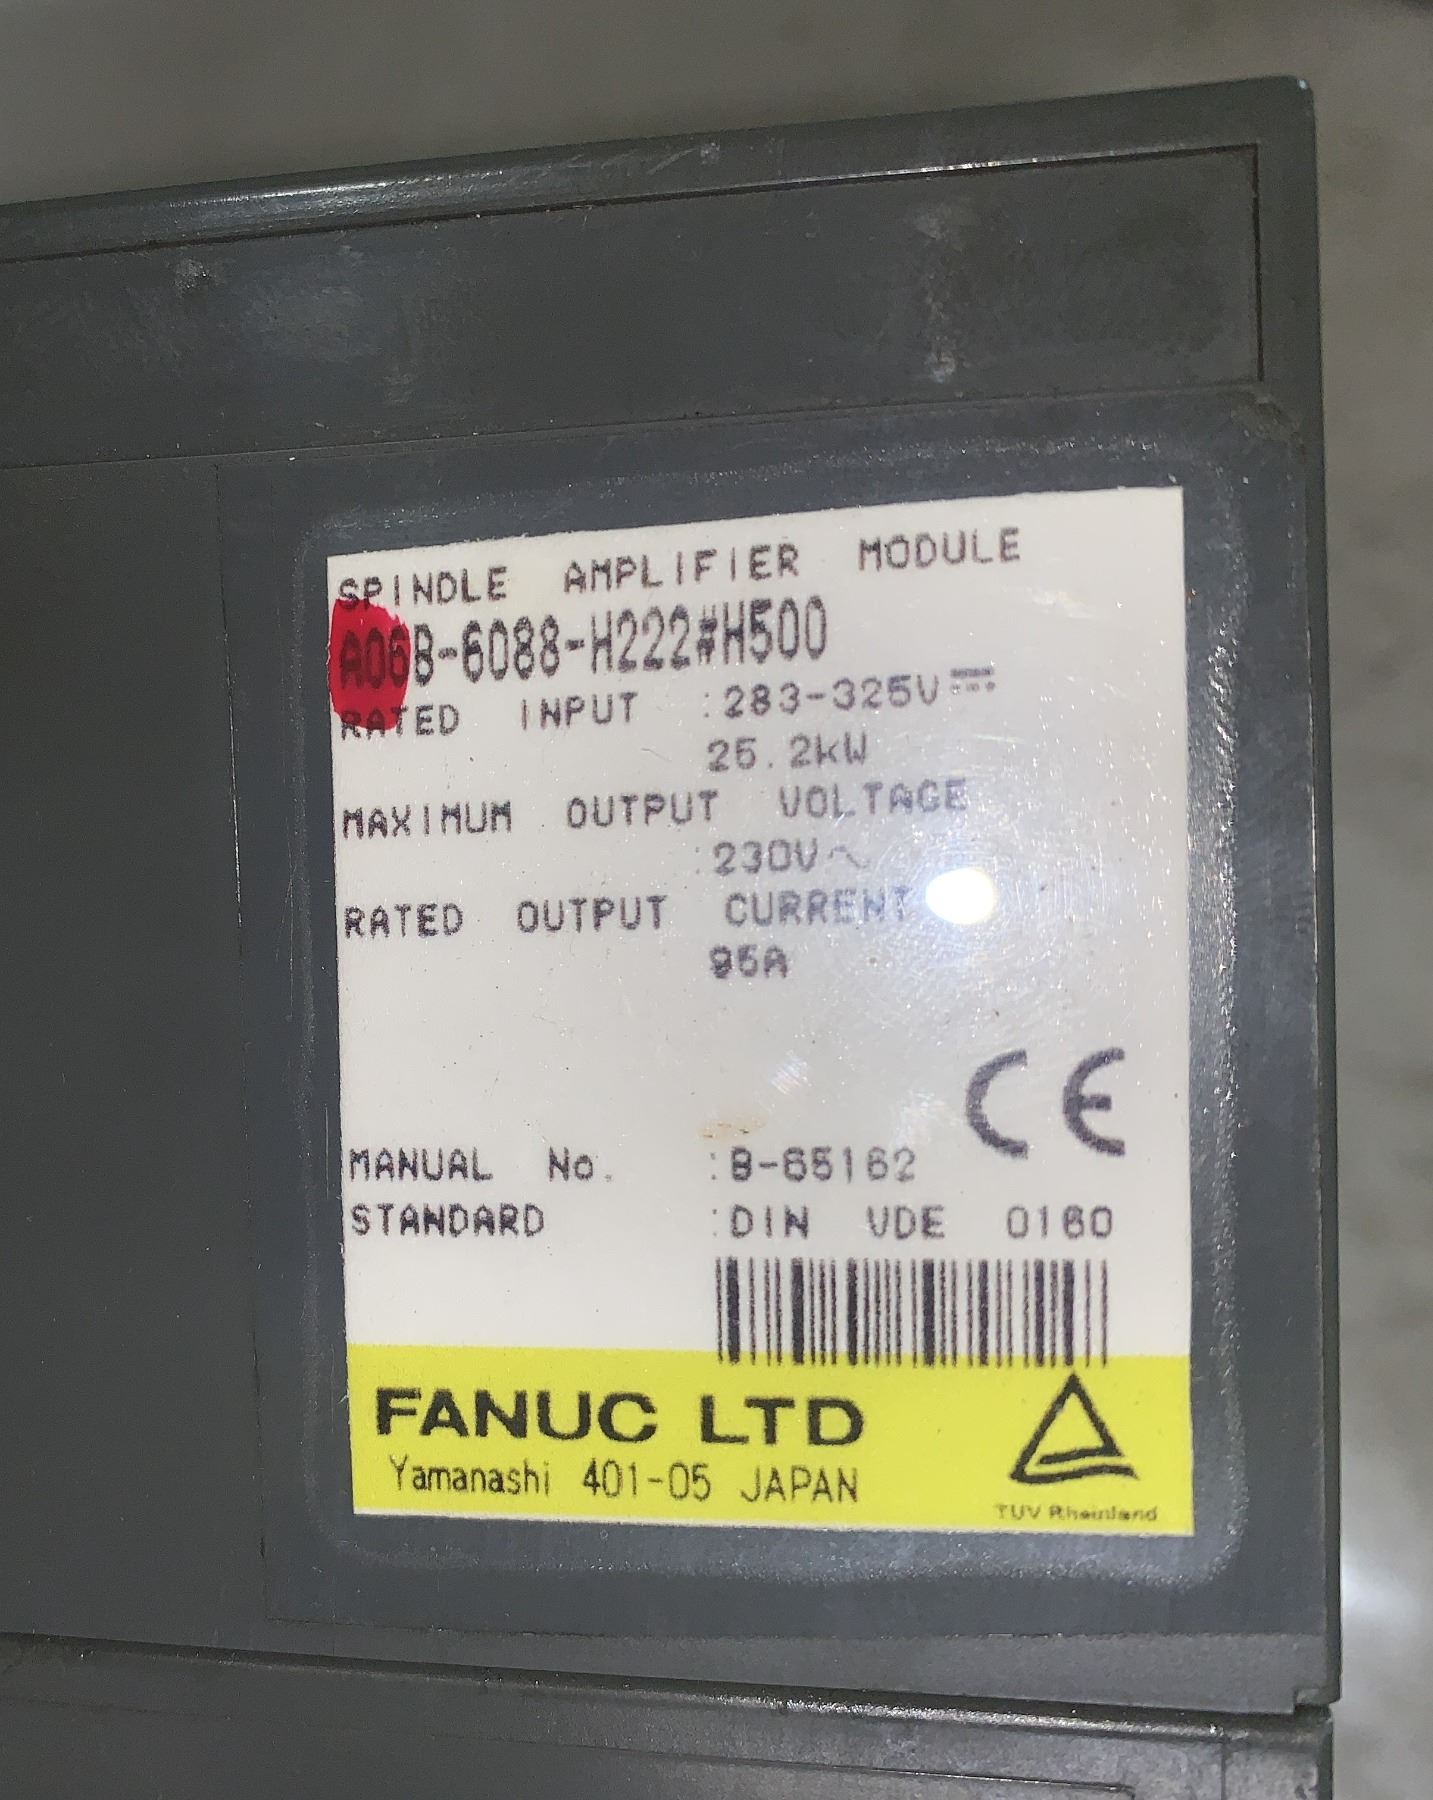 SPINDLE AMPLIFIER MODULE
A06B-6088-H222#H500
RATED INPUT :283-325V⎓
25.2kW
MAXIMUM OUTPUT VOLTAGE
:230V~
RATED OUTPUT CURRENT
95A
CE
MANUAL No. :B-65162
STANDARD :DIN VDE 0160
FANUC LTD
Yamanashi 401-05 JAPAN
TUV Rheinland